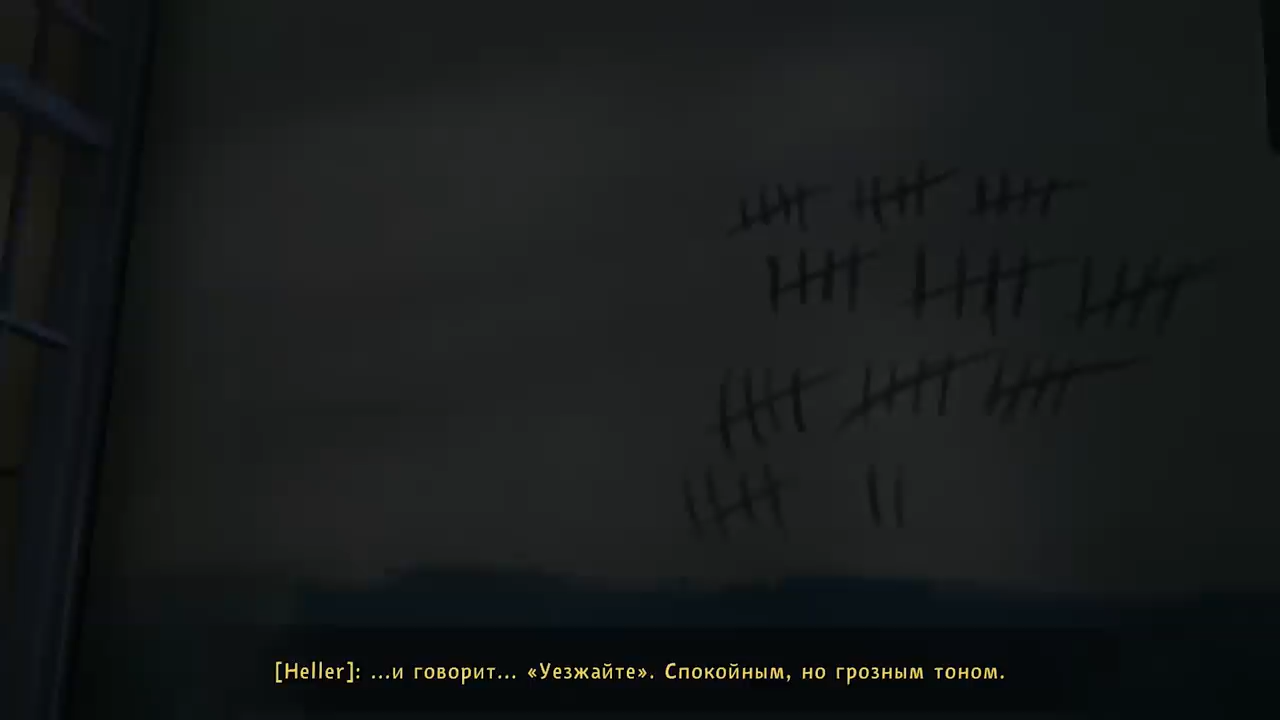 [Heller]: ...и говорит... «Уезжайте». Спокойным, но грозным тоном.